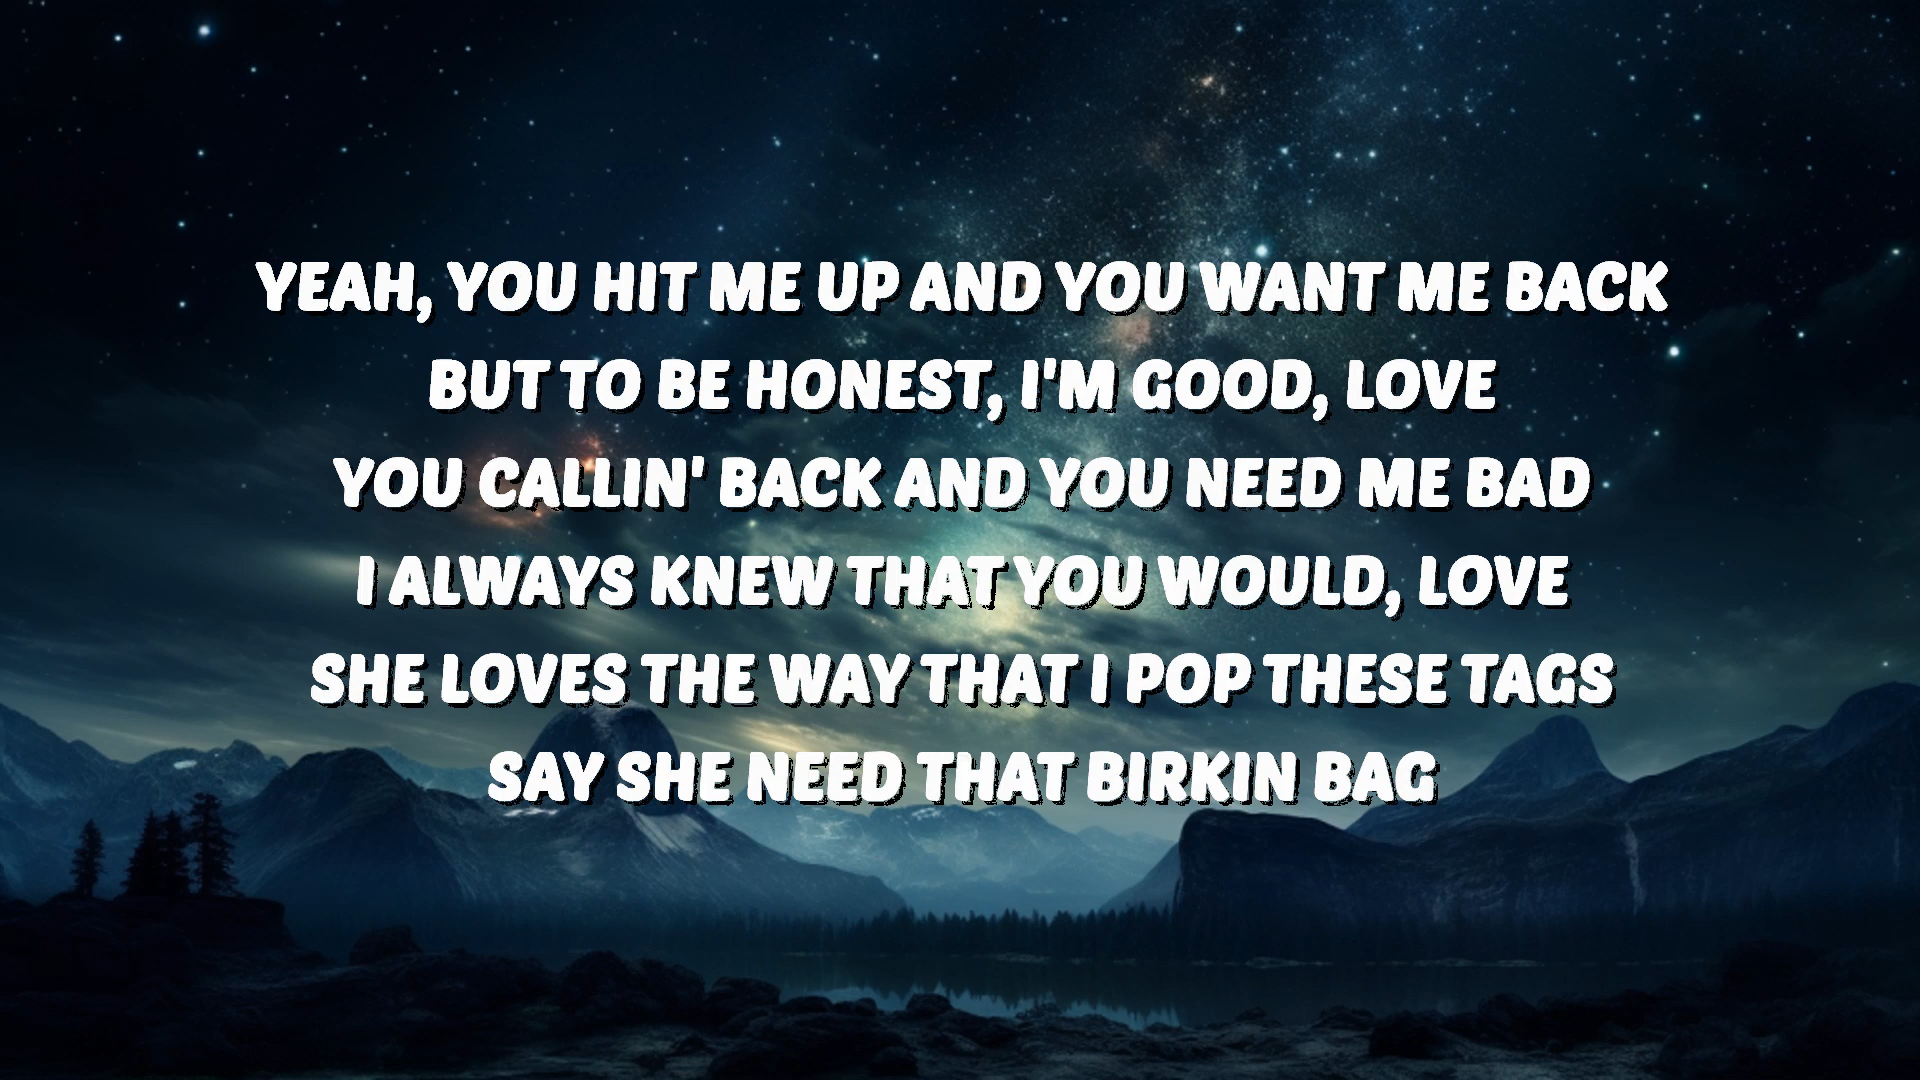 YEAH, YOU HIT ME UP AND YOU WANT ME BACK
BUT TO BE HONEST, I'M GOOD, LOVE
YOU CALLIN' BACK AND YOU NEED ME BAD
I ALWAYS KNEW THAT YOU WOULD, LOVE
SHE LOVES THE WAY THAT I POP THESE TAGS
SAY SHE NEED THAT BIRKIN BAG